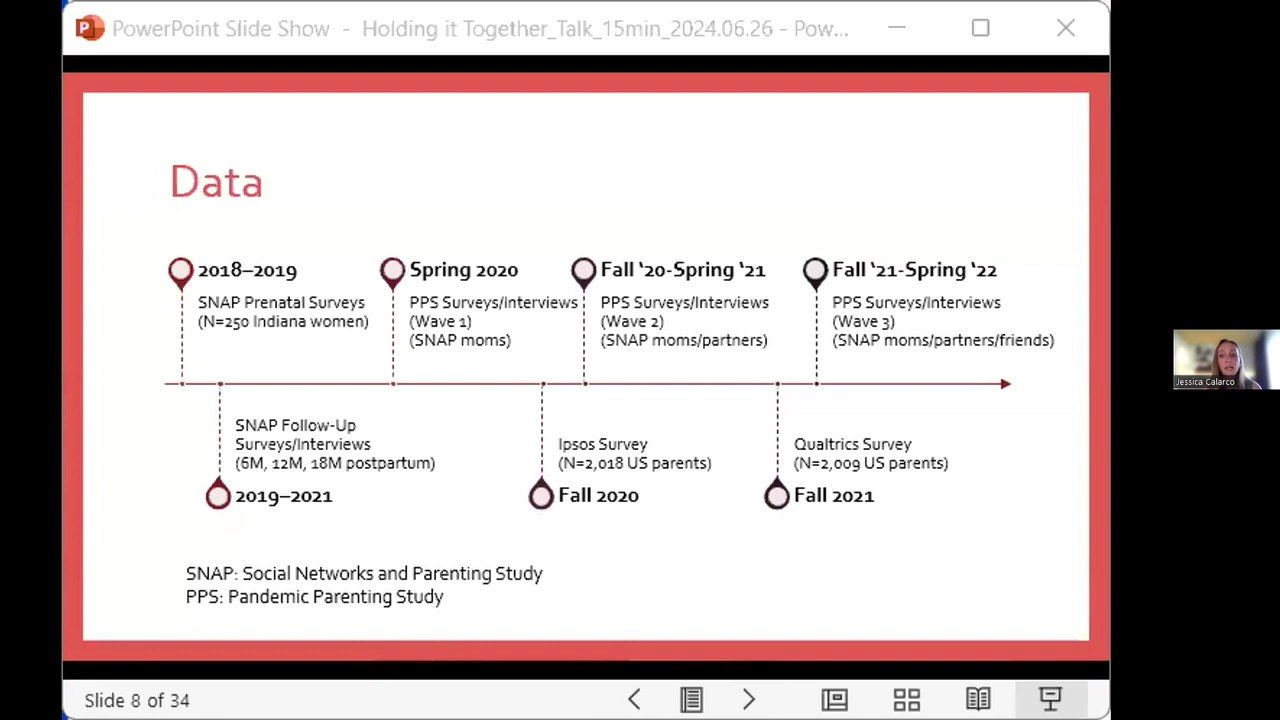 PowerPoint Slide Show - Holding it Together_Talk_15min_2024.06.26 - Pow...
Data
2018–2019
SNAP Prenatal Surveys
(N=250 Indiana women)
Spring 2020
PPS Surveys/Interviews
(Wave 1)
(SNAP moms)
Fall ‘20-Spring ‘21
PPS Surveys/Interviews
(Wave 2)
(SNAP moms/partners)
Fall ‘21-Spring ‘22
PPS Surveys/Interviews
(Wave 3)
(SNAP moms/partners/friends)
SNAP Follow-Up
Surveys/Interviews
(6M, 12M, 18M postpartum)
2019–2021
Ipsos Survey
(N=2,018 US parents)
Fall 2020
Qualtrics Survey
(N=2,009 US parents)
Fall 2021
SNAP: Social Networks and Parenting Study
PPS: Pandemic Parenting Study
Jessica Calarco
Slide 8 of 34